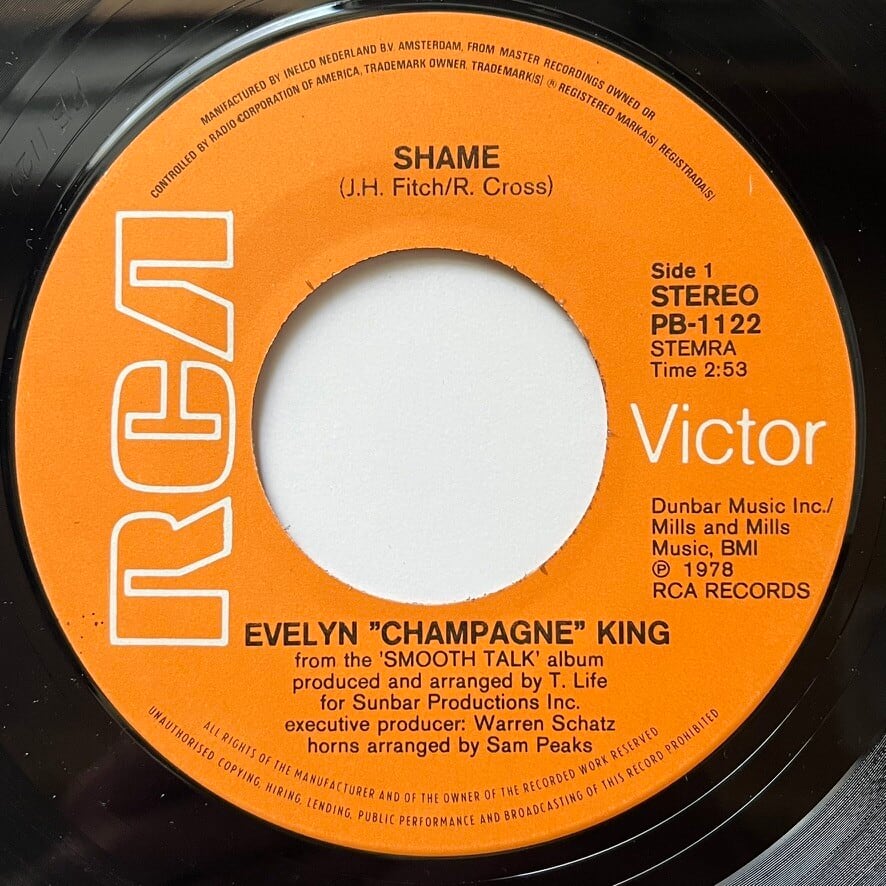 MANUFACTURED BY INELCO NEDERLAND B.V. AMSTERDAM, FROM MASTER RECORDINGS OWNED OR
CONTROLLED BY RADIO CORPORATION OF AMERICA, TRADEMARK OWNER. TRADEMARK(S) ® REGISTERED MARKA(S) REGISTRADA(S)
SHAME
(J.H. Fitch/R. Cross)
RCA
Side 1
STEREO
PB-1122
STEMRA
Time 2:53
Victor
Dunbar Music Inc./
Mills and Mills
Music, BMI
℗ 1978
RCA RECORDS
EVELYN ”CHAMPAGNE” KING
from the 'SMOOTH TALK' album
produced and arranged by T. Life
for Sunbar Productions Inc.
executive producer: Warren Schatz
horns arranged by Sam Peaks
ALL RIGHTS OF THE MANUFACTURER AND OF THE OWNER OF THE RECORDED WORK RESERVED
UNAUTHORISED COPYING, HIRING, LENDING, PUBLIC PERFORMANCE AND BROADCASTING OF THIS RECORD PROHIBITED